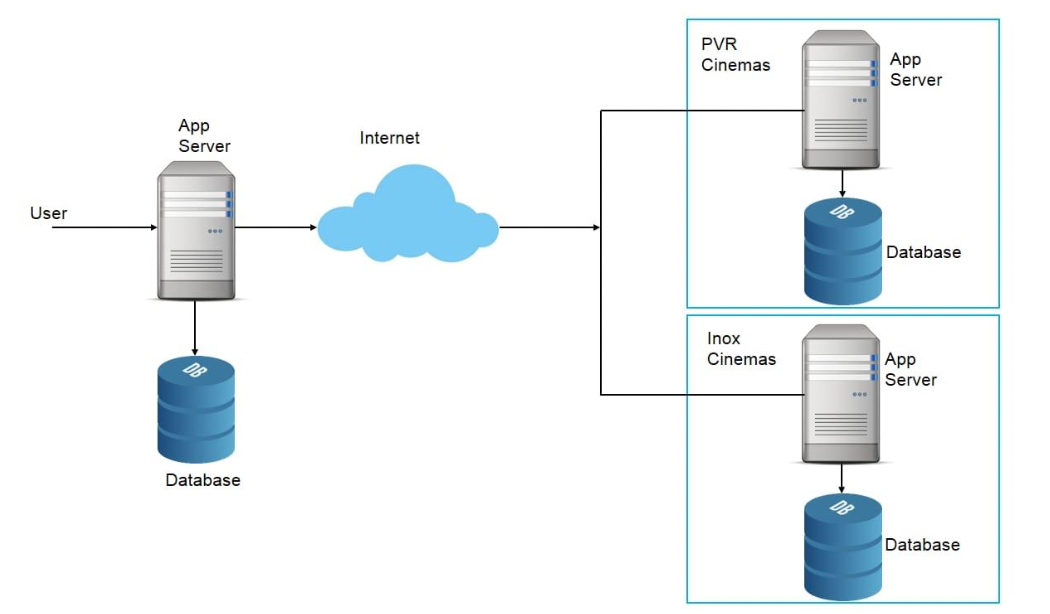 User
App
Server
DB
Database
Internet
PVR
Cinemas
App
Server
DB
Database
Inox
Cinemas
App
Server
DB
Database